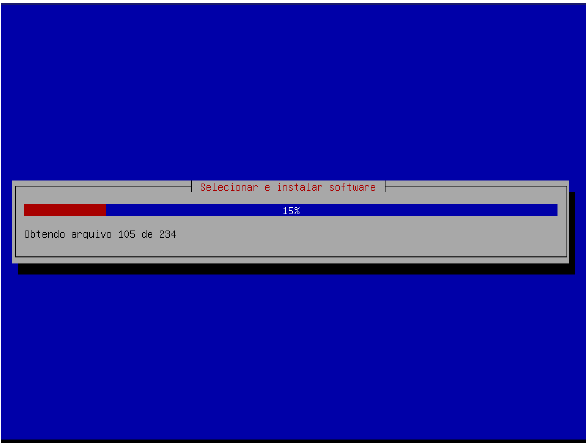 Selecionar e instalar software
15%
Obtendo arquivo 105 de 234